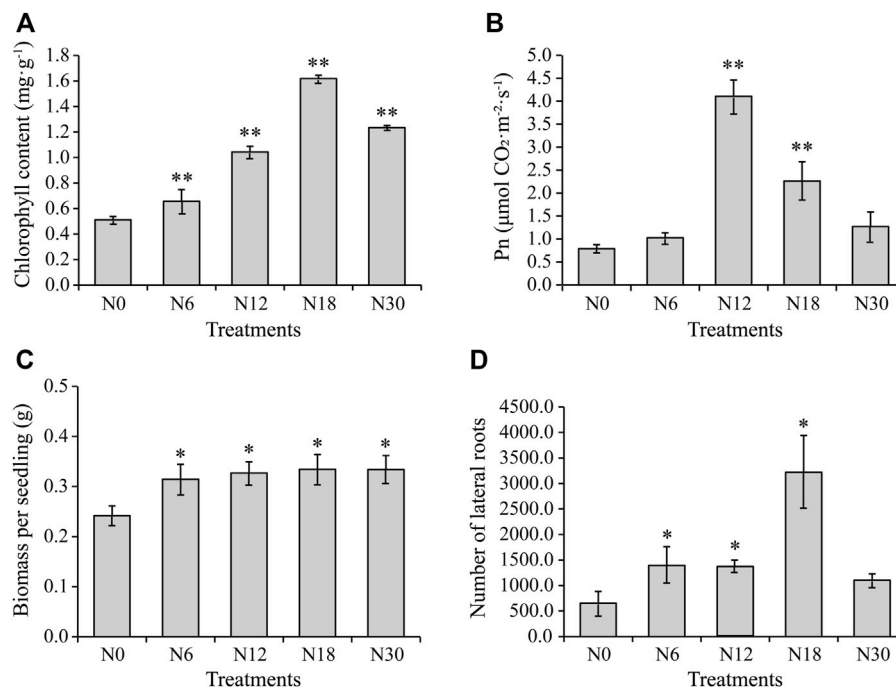 A
Chlorophyll content (mg·g⁻¹)
1.8
1.6
1.4
1.2
1.0
0.8
0.6
0.4
0.2
0.0
**
**
**
**
N0 N6 N12 N18 N30
Treatments
B
Pn (μmol CO₂·m⁻²·s⁻¹)
5.0
4.5
4.0
3.5
3.0
2.5
2.0
1.5
1.0
0.5
0.0
**
**
N0 N6 N12 N18 N30
Treatments
C
Biomass per seedling (g)
0.5
0.4
0.3
0.2
0.1
0.0
* * * *
N0 N6 N12 N18 N30
Treatments
D
Number of lateral roots
4500.0
4000.0
3500.0
3000.0
2500.0
2000.0
1500.0
1000.0
500.0
0.0
*
*
*
N0 N6 N12 N18 N30
Treatments